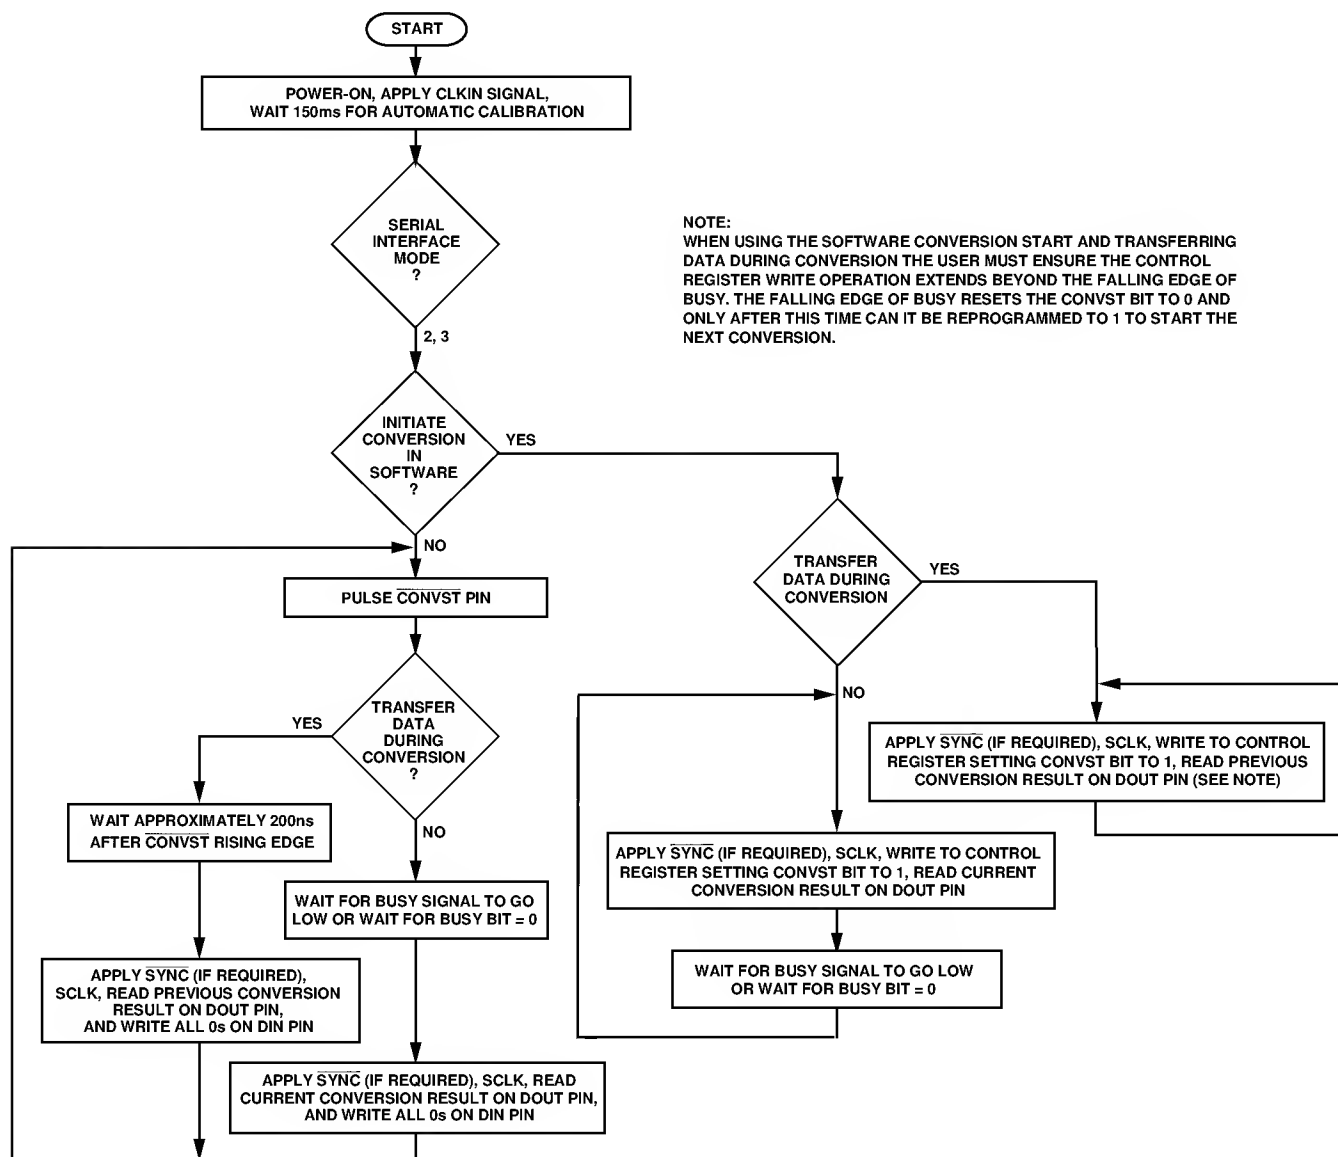 START
POWER-ON, APPLY CLKIN SIGNAL,
WAIT 150ms FOR AUTOMATIC CALIBRATION
SERIAL
INTERFACE
MODE
?
NOTE:
WHEN USING THE SOFTWARE CONVERSION START AND TRANSFERRING
DATA DURING CONVERSION THE USER MUST ENSURE THE CONTROL
REGISTER WRITE OPERATION EXTENDS BEYOND THE FALLING EDGE OF
BUSY. THE FALLING EDGE OF BUSY RESETS THE CONVST BIT TO 0 AND
ONLY AFTER THIS TIME CAN IT BE REPROGRAMMED TO 1 TO START THE
NEXT CONVERSION.
2, 3
INITIATE
CONVERSION
IN
SOFTWARE
?
YES
NO
PULSE CONVST PIN
TRANSFER
DATA DURING
CONVERSION
YES
NO
TRANSFER
DATA
DURING
CONVERSION
?
YES
NO
WAIT APPROXIMATELY 200ns
AFTER CONVST RISING EDGE
WAIT FOR BUSY SIGNAL TO GO
LOW OR WAIT FOR BUSY BIT = 0
APPLY SYNC (IF REQUIRED),
SCLK, READ PREVIOUS CONVERSION
RESULT ON DOUT PIN,
AND WRITE ALL 0s ON DIN PIN
APPLY SYNC (IF REQUIRED), SCLK, READ
CURRENT CONVERSION RESULT ON DOUT PIN,
AND WRITE ALL 0s ON DIN PIN
APPLY SYNC (IF REQUIRED), SCLK, WRITE TO CONTROL
REGISTER SETTING CONVST BIT TO 1, READ PREVIOUS
CONVERSION RESULT ON DOUT PIN (SEE NOTE)
APPLY SYNC (IF REQUIRED), SCLK, WRITE TO CONTROL
REGISTER SETTING CONVST BIT TO 1, READ CURRENT
CONVERSION RESULT ON DOUT PIN
WAIT FOR BUSY SIGNAL TO GO LOW
OR WAIT FOR BUSY BIT = 0